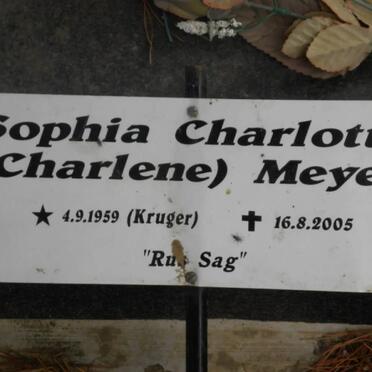 Sophia Charlott
Charlene) Meye
★ 4.9.1959 (Kruger) ✝ 16.8.2005
"Rus Sag"